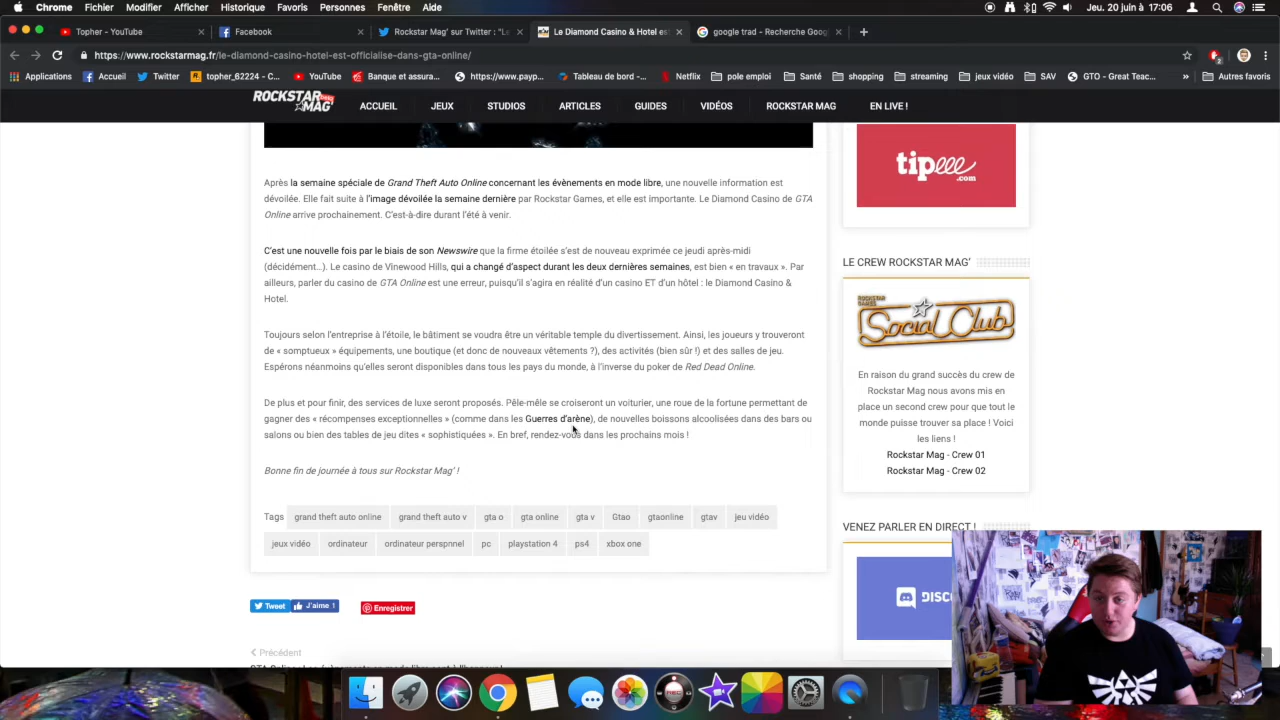 Chrome Fichier Édition Afficher Historique Favoris Personnes Fenêtre Aide
Jeu. 20 juin à 17:06
Topher - YouTube
Facebook
Rockstar Mag' sur Twitter : "Le
Le Diamond Casino & Hotel es
google trad - Recherche Goog
https://www.rockstarmag.fr/le-diamond-casino-hotel-est-officialise-dans-gta-online/
Applications Accueil Twitter topher_62224 - C... YouTube Banque et assura... https://www.payp... Tableau de bord -... Netflix pole emploi Santé shopping streaming jeux vidéo SAV GTO - Great Teac... » Autres favoris
ROCKSTAR MAG'
ACCUEIL JEUX STUDIOS ARTICLES GUIDES VIDÉOS ROCKSTAR MAG EN LIVE !
Après la semaine spéciale de Grand Theft Auto Online concernant les évènements en mode libre, une nouvelle information est
dévoilée. Elle fait suite à l'image dévoilée la semaine dernière par Rockstar Games, et elle est importante. Le Diamond Casino de GTA
Online arrive prochainement. C'est-à-dire durant l'été à venir.
C'est une nouvelle fois par le biais de son Newswire que la firme étoilée s'est de nouveau exprimée ce jeudi après-midi
(décidément...). Le casino de Vinewood Hills, qui a changé d'aspect durant les deux dernières semaines, est bien « en travaux ». Par
ailleurs, parler du casino de GTA Online est une erreur, puisqu'il s'agira en réalité d'un casino ET d'un hôtel : le Diamond Casino &
Hotel.
Toujours selon l'entreprise à l'étoile, le bâtiment se voudra être un véritable temple du divertissement. Ainsi, les joueurs y trouveront
de « somptueux » équipements, une boutique (et donc de nouveaux vêtements ?), des activités (bien sûr !) et des salles de jeu.
Espérons néanmoins qu'elles seront disponibles dans tous les pays du monde, à l'inverse du poker de Red Dead Online.
De plus et pour finir, des services de luxe seront proposés. Pêle-mêle se croiseront un voiturier, une roue de la fortune permettant de
gagner des « récompenses exceptionnelles » (comme dans les Guerres d'arène), de nouvelles boissons alcoolisées dans des bars ou
salons ou bien des tables de jeu dites « sophistiquées ». En bref, rendez-vous dans les prochains mois !
Bonne fin de journée à tous sur Rockstar Mag' !
Tags grand theft auto online grand theft auto v gta o gta online gta v Gtao gtaonline gtav jeu vidéo
jeux vidéo ordinateur ordinateur perspnnel pc playstation 4 ps4 xbox one
Tweet J'aime 1 Enregistrer
Précédent
tipeee
.com
LE CREW ROCKSTAR MAG'
ROCKSTAR
GAMES
Social Club
En raison du grand succès du crew de
Rockstar Mag nous avons mis en
place un second crew pour que tout le
monde puisse trouver sa place ! Voici
les liens !
Rockstar Mag - Crew 01
Rockstar Mag - Crew 02
VENEZ PARLER EN DIRECT !
DISCO